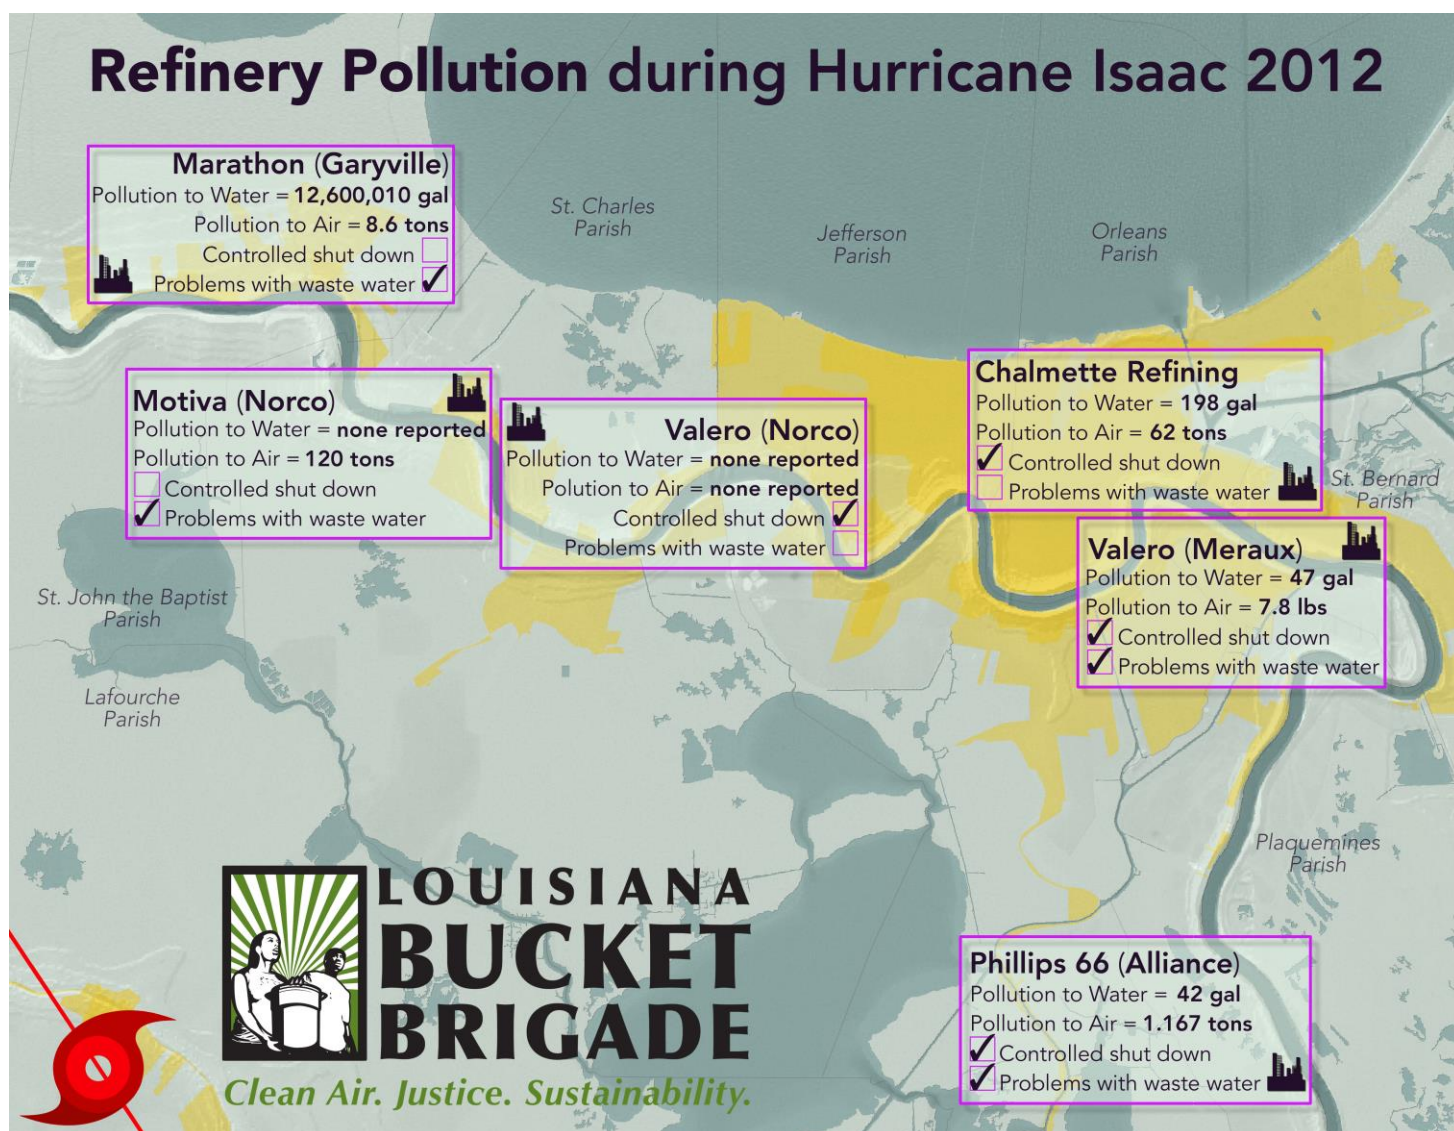 Refinery Pollution during Hurricane Isaac 2012
Marathon (Garyville)
Pollution to Water = 12,600,010 gal
Pollution to Air = 8.6 tons
Controlled shut down
Problems with waste water
St. Charles
Parish
Jefferson
Parish
Orleans
Parish
Motiva (Norco)
Pollution to Water = none reported
Pollution to Air = 120 tons
Controlled shut down
Problems with waste water
Valero (Norco)
Pollution to Water = none reported
Polution to Air = none reported
Controlled shut down
Problems with waste water
Chalmette Refining
Pollution to Water = 198 gal
Pollution to Air = 62 tons
Controlled shut down
Problems with waste water
St. Bernard
Parish
Valero (Meraux)
Pollution to Water = 47 gal
Pollution to Air = 7.8 lbs
Controlled shut down
Problems with waste water
St. John the Baptist
Parish
Lafourche
Parish
Plaquemines
Parish
LOUISIANA
BUCKET
BRIGADE
Clean Air. Justice. Sustainability.
Phillips 66 (Alliance)
Pollution to Water = 42 gal
Pollution to Air = 1.167 tons
Controlled shut down
Problems with waste water